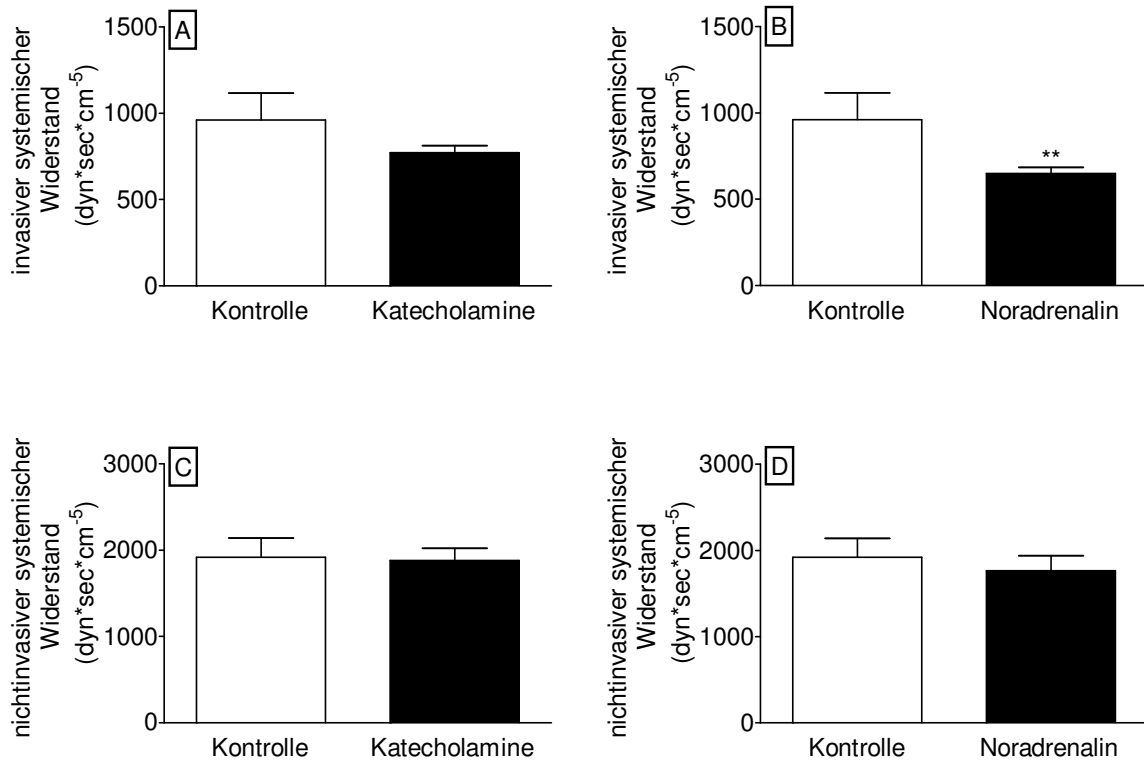 A
invasiver systemischer
Widerstand
(dyn*sec*cm-5)
1500
1000
500
0
Kontrolle
Katecholamine
B
invasiver systemischer
Widerstand
(dyn*sec*cm-5)
1500
1000
500
0
**
Kontrolle
Noradrenalin
C
nichtinvasiver systemischer
Widerstand
(dyn*sec*cm-5)
3000
2000
1000
0
Kontrolle
Katecholamine
D
nichtinvasiver systemischer
Widerstand
(dyn*sec*cm-5)
3000
2000
1000
0
Kontrolle
Noradrenalin